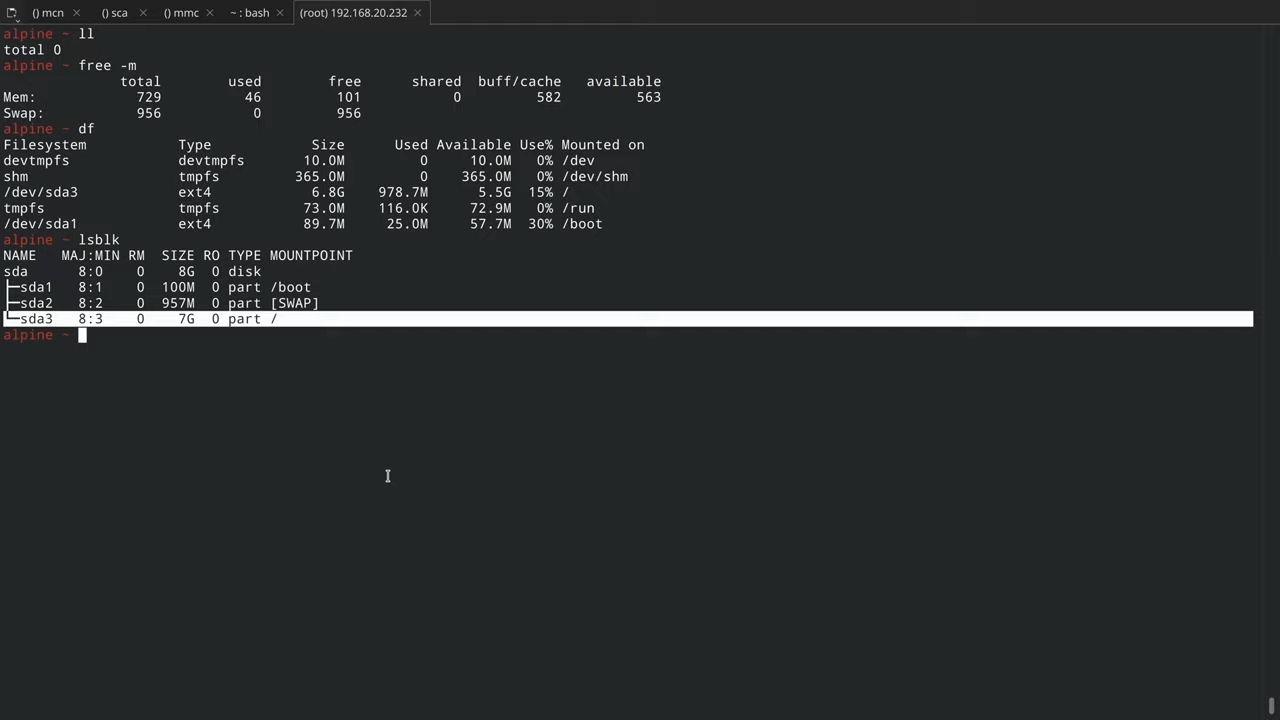 () mcn () sca () mmc ~ : bash (root) 192.168.20.232
alpine ~ ll
total 0
alpine ~ free -m
total used free shared buff/cache available
Mem: 729 46 101 0 582 563
Swap: 956 0 956
alpine ~ df
Filesystem Type Size Used Available Use% Mounted on
devtmpfs devtmpfs 10.0M 0 10.0M 0% /dev
shm tmpfs 365.0M 0 365.0M 0% /dev/shm
/dev/sda3 ext4 6.8G 978.7M 5.5G 15% /
tmpfs tmpfs 73.0M 116.0K 72.9M 0% /run
/dev/sda1 ext4 89.7M 25.0M 57.7M 30% /boot
alpine ~ lsblk
NAME MAJ:MIN RM SIZE RO TYPE MOUNTPOINT
sda 8:0 0 8G 0 disk
├─sda1 8:1 0 100M 0 part /boot
├─sda2 8:2 0 957M 0 part [SWAP]
└─sda3 8:3 0 7G 0 part /
alpine ~